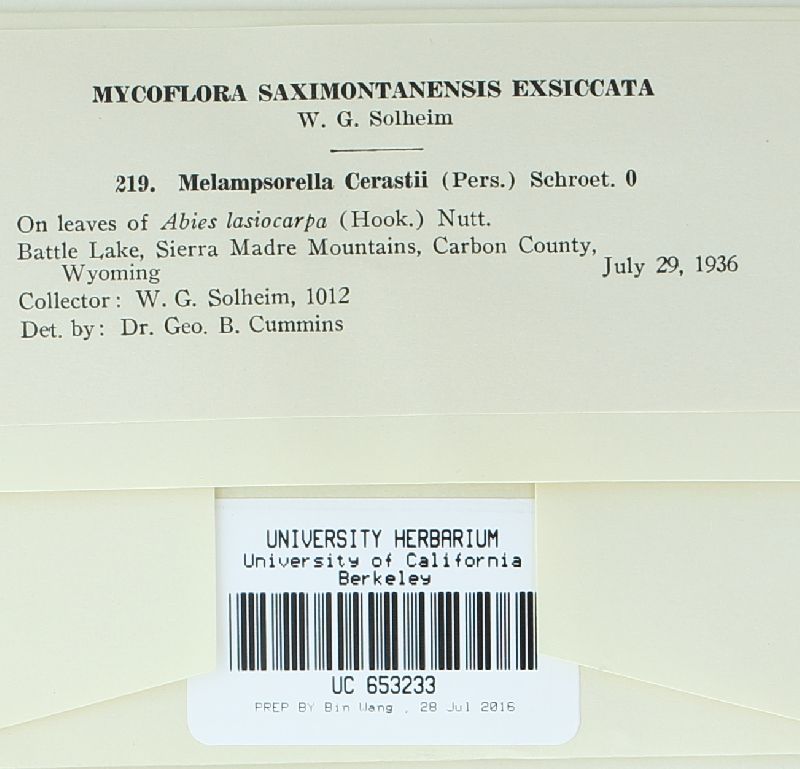 MYCOFLORA SAXIMONTANENSIS EXSICCATA
W. G. Solheim
219. Melampsorella Cerastii (Pers.) Schroet. 0
On leaves of Abies lasiocarpa (Hook.) Nutt.
Battle Lake, Sierra Madre Mountains, Carbon County,
Wyoming
July 29, 1936
Collector: W. G. Solheim, 1012
Det. by: Dr. Geo. B. Cummins
UNIVERSITY HERBARIUM
University of California
Berkeley
UC 653233
PREP BY Bin Wang , 28 Jul 2016